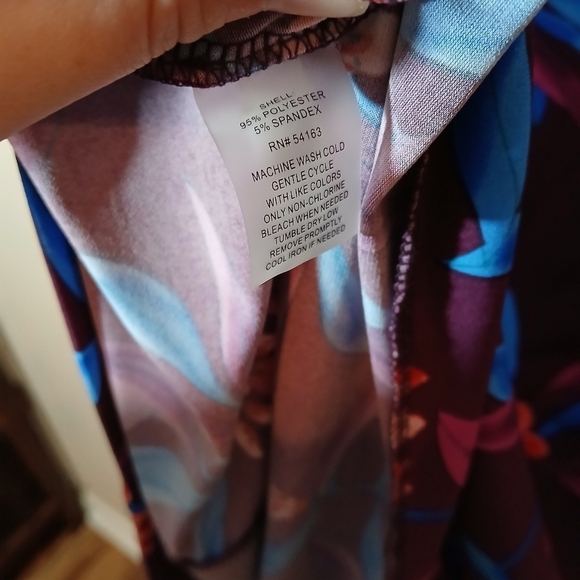 SHELL
95% POLYESTER
5% SPANDEX
RN# 54163
MACHINE WASH COLD
GENTLE CYCLE
WITH LIKE COLORS
ONLY NON-CHLORINE
BLEACH WHEN NEEDED
TUMBLE DRY LOW
REMOVE PROMPTLY
COOL IRON IF NEEDED